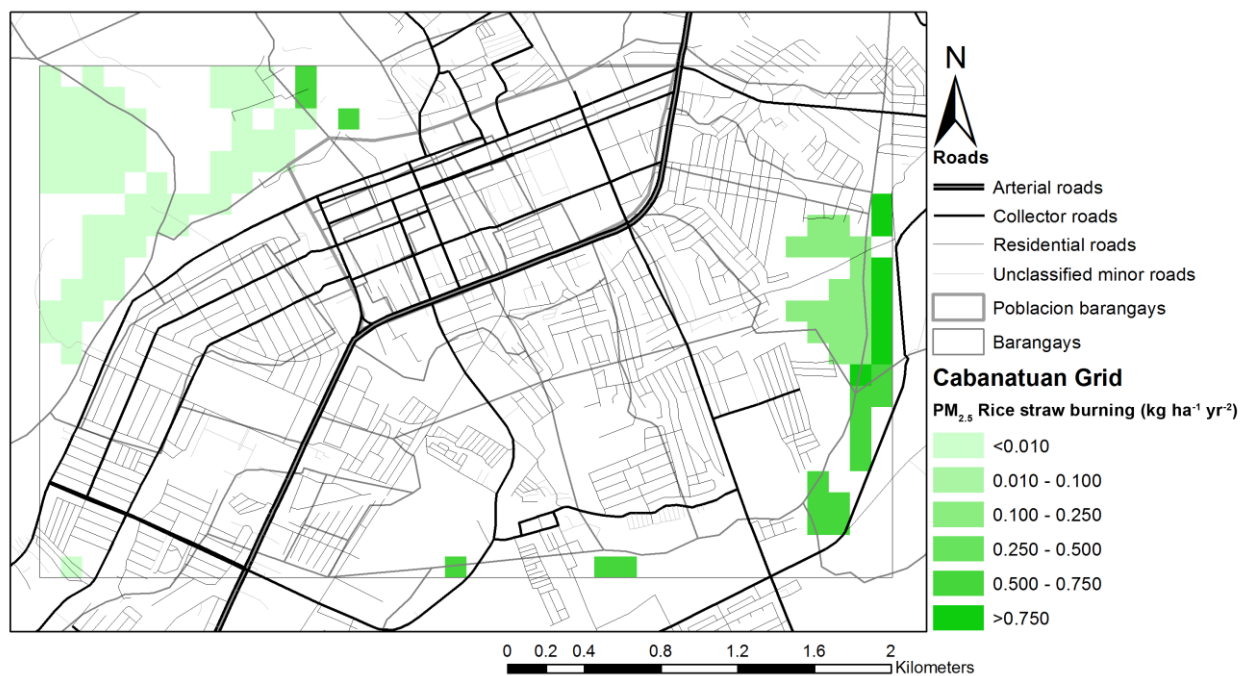 N
Roads
Arterial roads
Collector roads
Residential roads
Unclassified minor roads
Poblacion barangays
Barangays
Cabanatuan Grid
PM2.5 Rice straw burning (kg ha-1 yr-2)
<0.010
0.010 - 0.100
0.100 - 0.250
0.250 - 0.500
0.500 - 0.750
>0.750
0 0.2 0.4 0.8 1.2 1.6 2
Kilometers